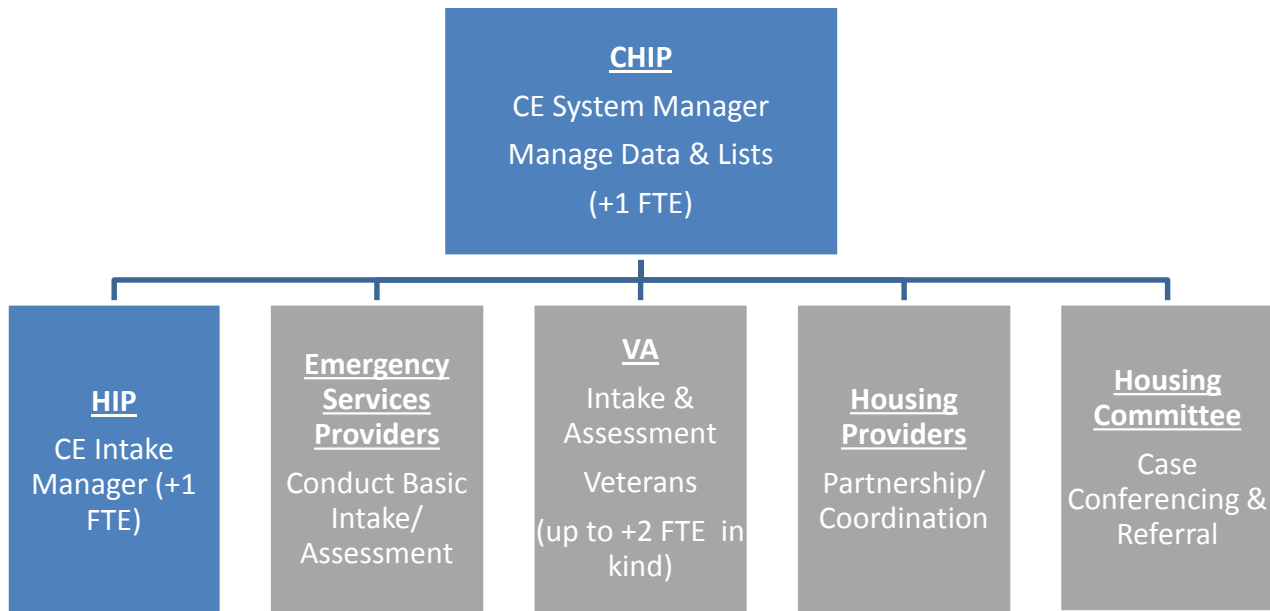 CHIP
CE System Manager
Manage Data & Lists
(+1 FTE)
HIP
CE Intake
Manager (+1
FTE)
Emergency
Services
Providers
Conduct Basic
Intake/
Assessment
VA
Intake &
Assessment
Veterans
(up to +2 FTE  in
kind)
Housing
Providers
Partnership/
Coordination
Housing
Committee
Case
Conferencing &
Referral